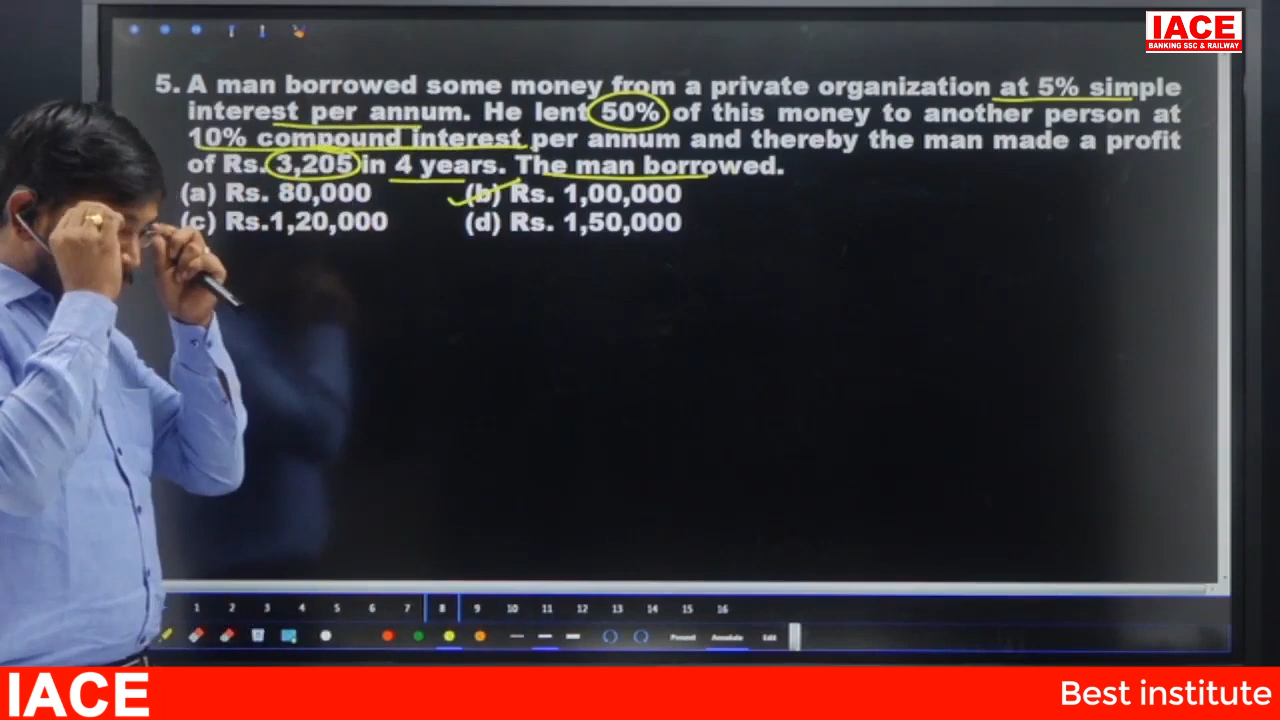 IACE
BANKING SSC & RAILWAY
5. A man borrowed some money from a private organization at 5% simple
interest per annum. He lent 50% of this money to another person at
10% compound interest per annum and thereby the man made a profit
of Rs. 3,205 in 4 years. The man borrowed.
(a) Rs. 80,000 (b) Rs. 1,00,000
(c) Rs.1,20,000 (d) Rs. 1,50,000
1 2 3 4 5 6 7 8 9 10 11 12 13 14 15 16
Annotate Edit
IACE Best institute